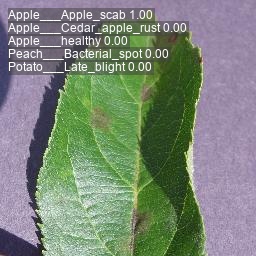 Apple___Apple_scab 1.00
Apple___Cedar_apple_rust 0.00
Apple___healthy 0.00
Peach___Bacterial_spot 0.00
Potato___Late_blight 0.00